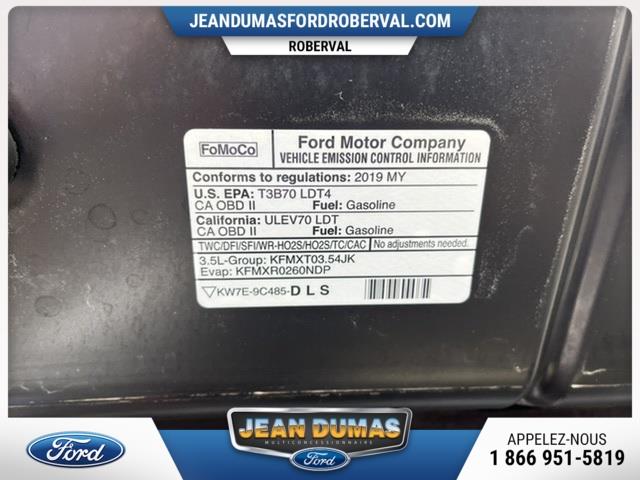 JEANDUMASFORDROBERVAL.COM
ROBERVAL
FoMoCo
Ford Motor Company
VEHICLE EMISSION CONTROL INFORMATION
Conforms to regulations: 2019 MY
U.S. EPA: T3B70 LDT4
CA OBD II Fuel: Gasoline
California: ULEV70 LDT
CA OBD II Fuel: Gasoline
TWC/DFI/SFI/WR-HO2S/HO2S/TC/CAC No adjustments needed.
3.5L-Group: KFMXT03.54JK
Evap: KFMXR0260NDP
KW7E-9C485-DLS
Ford
JEAN DUMAS
MULTICONCESSIONNAIRE
Ford
APPELEZ-NOUS
1 866 951-5819